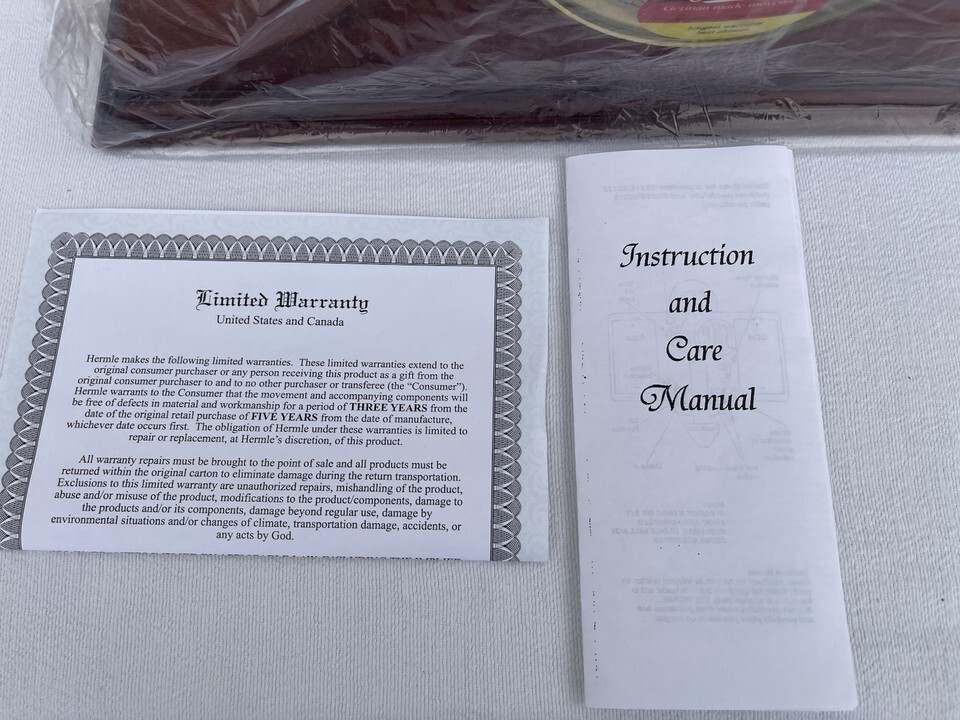 German made movement
Limited Warranty
United States and Canada
Hermle makes the following limited warranties. These limited warranties extend to the
original consumer purchaser or any person receiving this product as a gift from the
original consumer purchaser to and to no other purchaser or transferee (the “Consumer”).
Hermle warrants to the Consumer that the movement and accompanying components will
be free of defects in material and workmanship for a period of THREE YEARS from the
date of the original retail purchase of FIVE YEARS from the date of manufacture,
whichever date occurs first. The obligation of Hermle under these warranties is limited to
repair or replacement, at Hermle’s discretion, of this product.
All warranty repairs must be brought to the point of sale and all products must be
returned within the original carton to eliminate damage during the return transportation.
Exclusions to this limited warranty are unauthorized repairs, mishandling of the product,
abuse and/or misuse of the product, modifications to the product/components, damage to
the products and/or its components, damage beyond regular use, damage by
environmental situations and/or changes of climate, transportation damage, accidents, or
any acts by God.
Instruction
and
Care
Manual